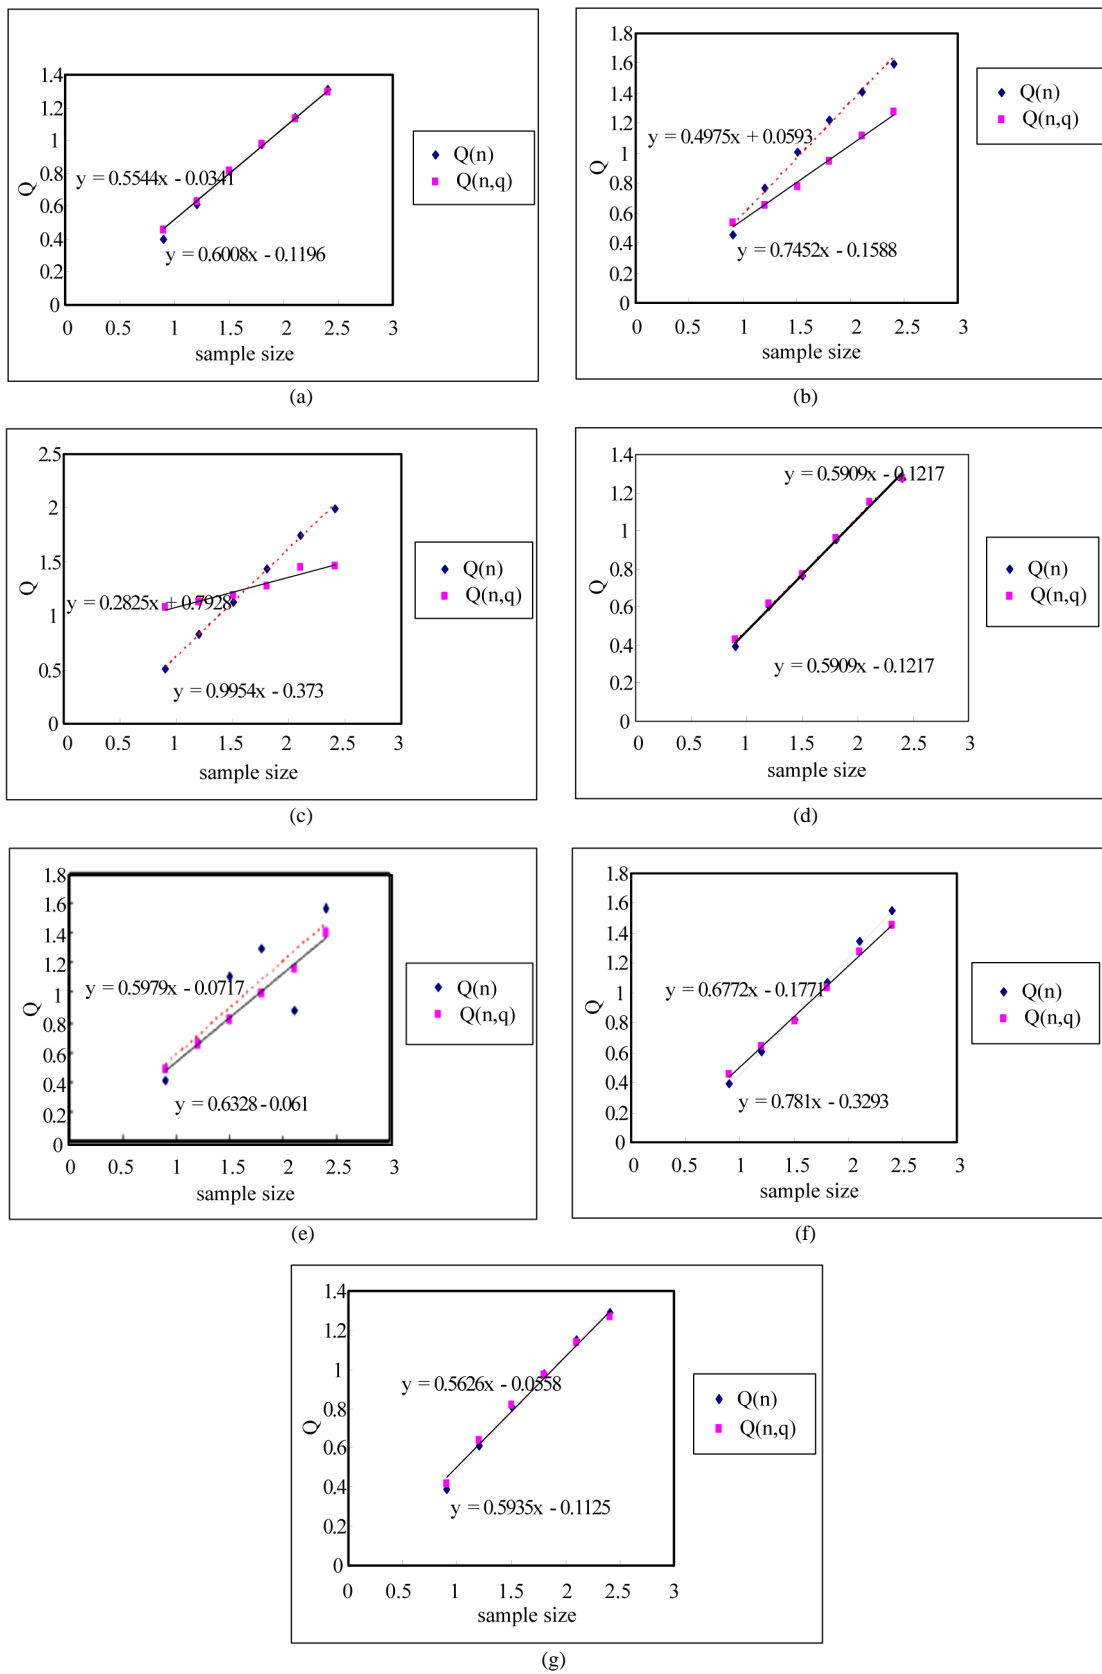 1.4
1.2
1
0.8
0.6
0.4
0.2
0
Q
y = 0.5544x - 0.0341
y = 0.6008x - 0.1196
0 0.5 1 1.5 2 2.5 3
sample size
Q(n)
Q(n,q)
(a)
1.8
1.6
1.4
1.2
1
0.8
0.6
0.4
0.2
0
Q
y = 0.4975x + 0.0593
y = 0.7452x - 0.1588
0 0.5 1 1.5 2 2.5 3
sample size
Q(n)
Q(n,q)
(b)
2.5
2
1.5
1
0.5
0
Q
y = 0.2825x + 0.7928
y = 0.9954x - 0.373
0 0.5 1 1.5 2 2.5 3
sample size
Q(n)
Q(n,q)
(c)
1.4
1.2
1
0.8
0.6
0.4
0.2
0
Q
y = 0.5909x - 0.1217
y = 0.5909x - 0.1217
0 0.5 1 1.5 2 2.5 3
sample size
Q(n)
Q(n,q)
(d)
1.8
1.6
1.4
1.2
1
0.8
0.6
0.4
0.2
0
Q
y = 0.5979x - 0.0717
y = 0.6328 - 0.061
0 0.5 1 1.5 2 2.5 3
sample size
Q(n)
Q(n,q)
(e)
1.8
1.6
1.4
1.2
1
0.8
0.6
0.4
0.2
0
Q
y = 0.6772x - 0.1771
y = 0.781x - 0.3293
0 0.5 1 1.5 2 2.5 3
sample size
Q(n)
Q(n,q)
(f)
1.4
1.2
1
0.8
0.6
0.4
0.2
0
Q
y = 0.5626x - 0.0558
y = 0.5935x - 0.1125
0 0.5 1 1.5 2 2.5 3
sample size
Q(n)
Q(n,q)
(g)